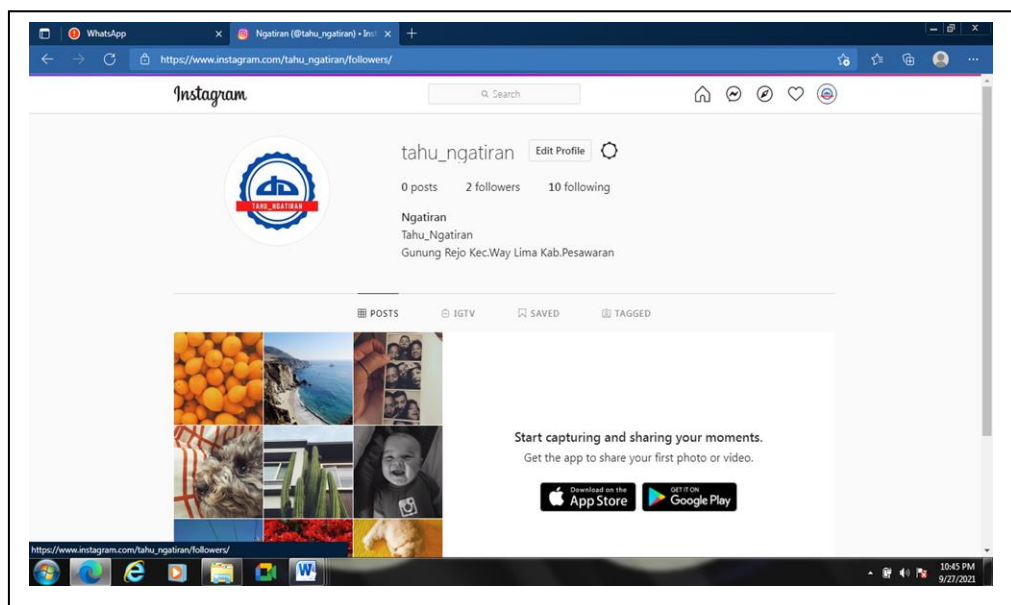 WhatsApp
Ngatiran (@tahu_ngatiran) • Inst
https://www.instagram.com/tahu_ngatiran/followers/
Instagram
Search
tahu_ngatiran Edit Profile
0 posts 2 followers 10 following
Ngatiran
Tahu_Ngatiran
Gunung Rejo Kec.Way Lima Kab.Pesawaran
TAHU_NGATIRAN
POSTS IGTV SAVED TAGGED
Start capturing and sharing your moments.
Get the app to share your first photo or video.
Download on the
App Store
GET IT ON
Google Play
https://www.instagram.com/tahu_ngatiran/followers/
10:45 PM
9/27/2021